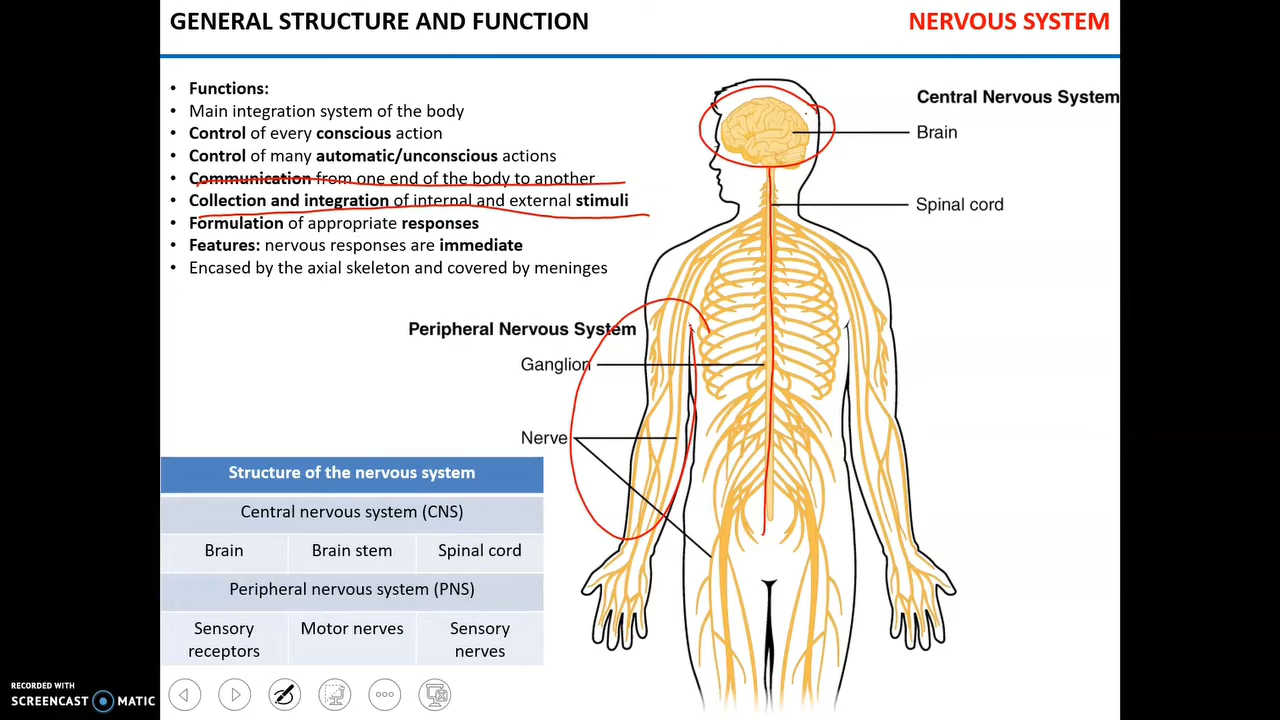 GENERAL STRUCTURE AND FUNCTION
NERVOUS SYSTEM
• Functions:
• Main integration system of the body
• Control of every conscious action
• Control of many automatic/unconscious actions
• Communication from one end of the body to another
• Collection and integration of internal and external stimuli
• Formulation of appropriate responses
• Features: nervous responses are immediate
• Encased by the axial skeleton and covered by meninges
Central Nervous System
Brain
Spinal cord
Peripheral Nervous System
Ganglion
Nerve
Structure of the nervous system
Central nervous system (CNS)
Brain
Brain stem
Spinal cord
Peripheral nervous system (PNS)
Sensory
receptors
Motor nerves
Sensory
nerves
RECORDED WITH
SCREENCAST MATIC